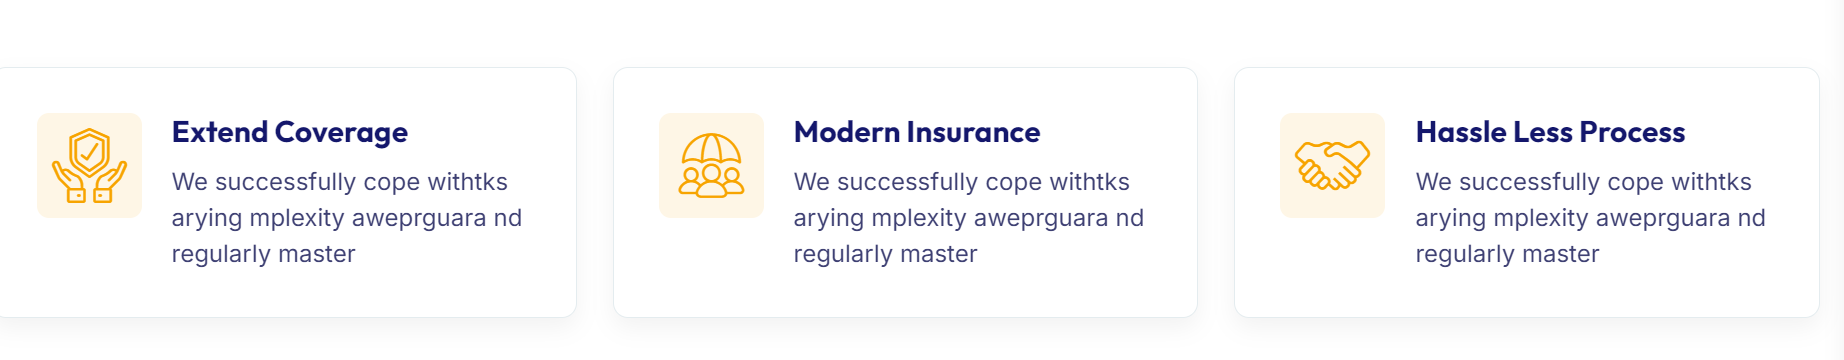 Extend Coverage
We successfully cope withtks
arying mplexity aweprguara nd
regularly master
Modern Insurance
We successfully cope withtks
arying mplexity aweprguara nd
regularly master
Hassle Less Process
We successfully cope withtks
arying mplexity aweprguara nd
regularly master